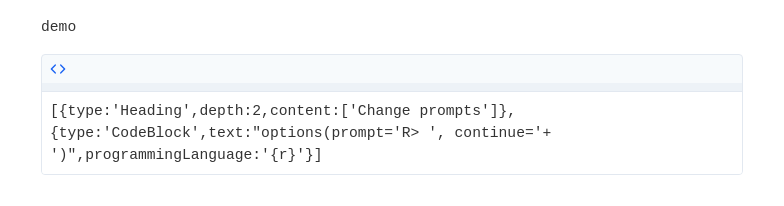 demo
[{type:'Heading',depth:2,content:['Change prompts']},
{type:'CodeBlock',text:"options(prompt='R> ', continue='+
')",programmingLanguage:'{r}'}]